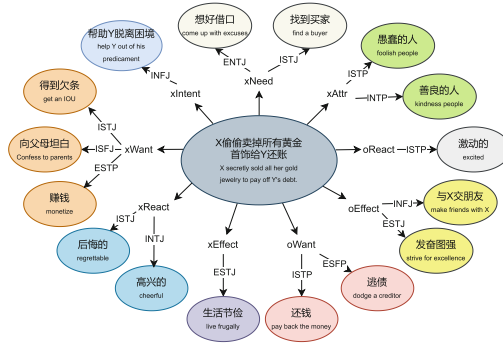 想好借口
come up with excuses
找到买家
find a buyer
帮助Y脱离困境
help Y out of his
predicament
愚蠢的人
foolish people
ENTJ
ISTJ
INFJ
xNeed
ISTP
善良的人
kindness people
得到欠条
get an IOU
xIntent
xAttr
INTP
ISTJ
向父母坦白
Confess to parents
ISFJ
xWant
X偷偷卖掉所有黄金
首饰给Y还账
X secretly sold all her gold
jewelry to pay off Y's debt.
oReact
ISTP
激动的
excited
ESTP
赚钱
monetize
xReact
oEffect
INFJ
与X交朋友
make friends with X
ISTJ
ESTJ
后悔的
regrettable
INTJ
xEffect
oWant
发奋图强
strive for excellence
高兴的
cheerful
ESTJ
ISTP
ESFP
逃债
dodge a creditor
生活节俭
live frugally
还钱
pay back the money